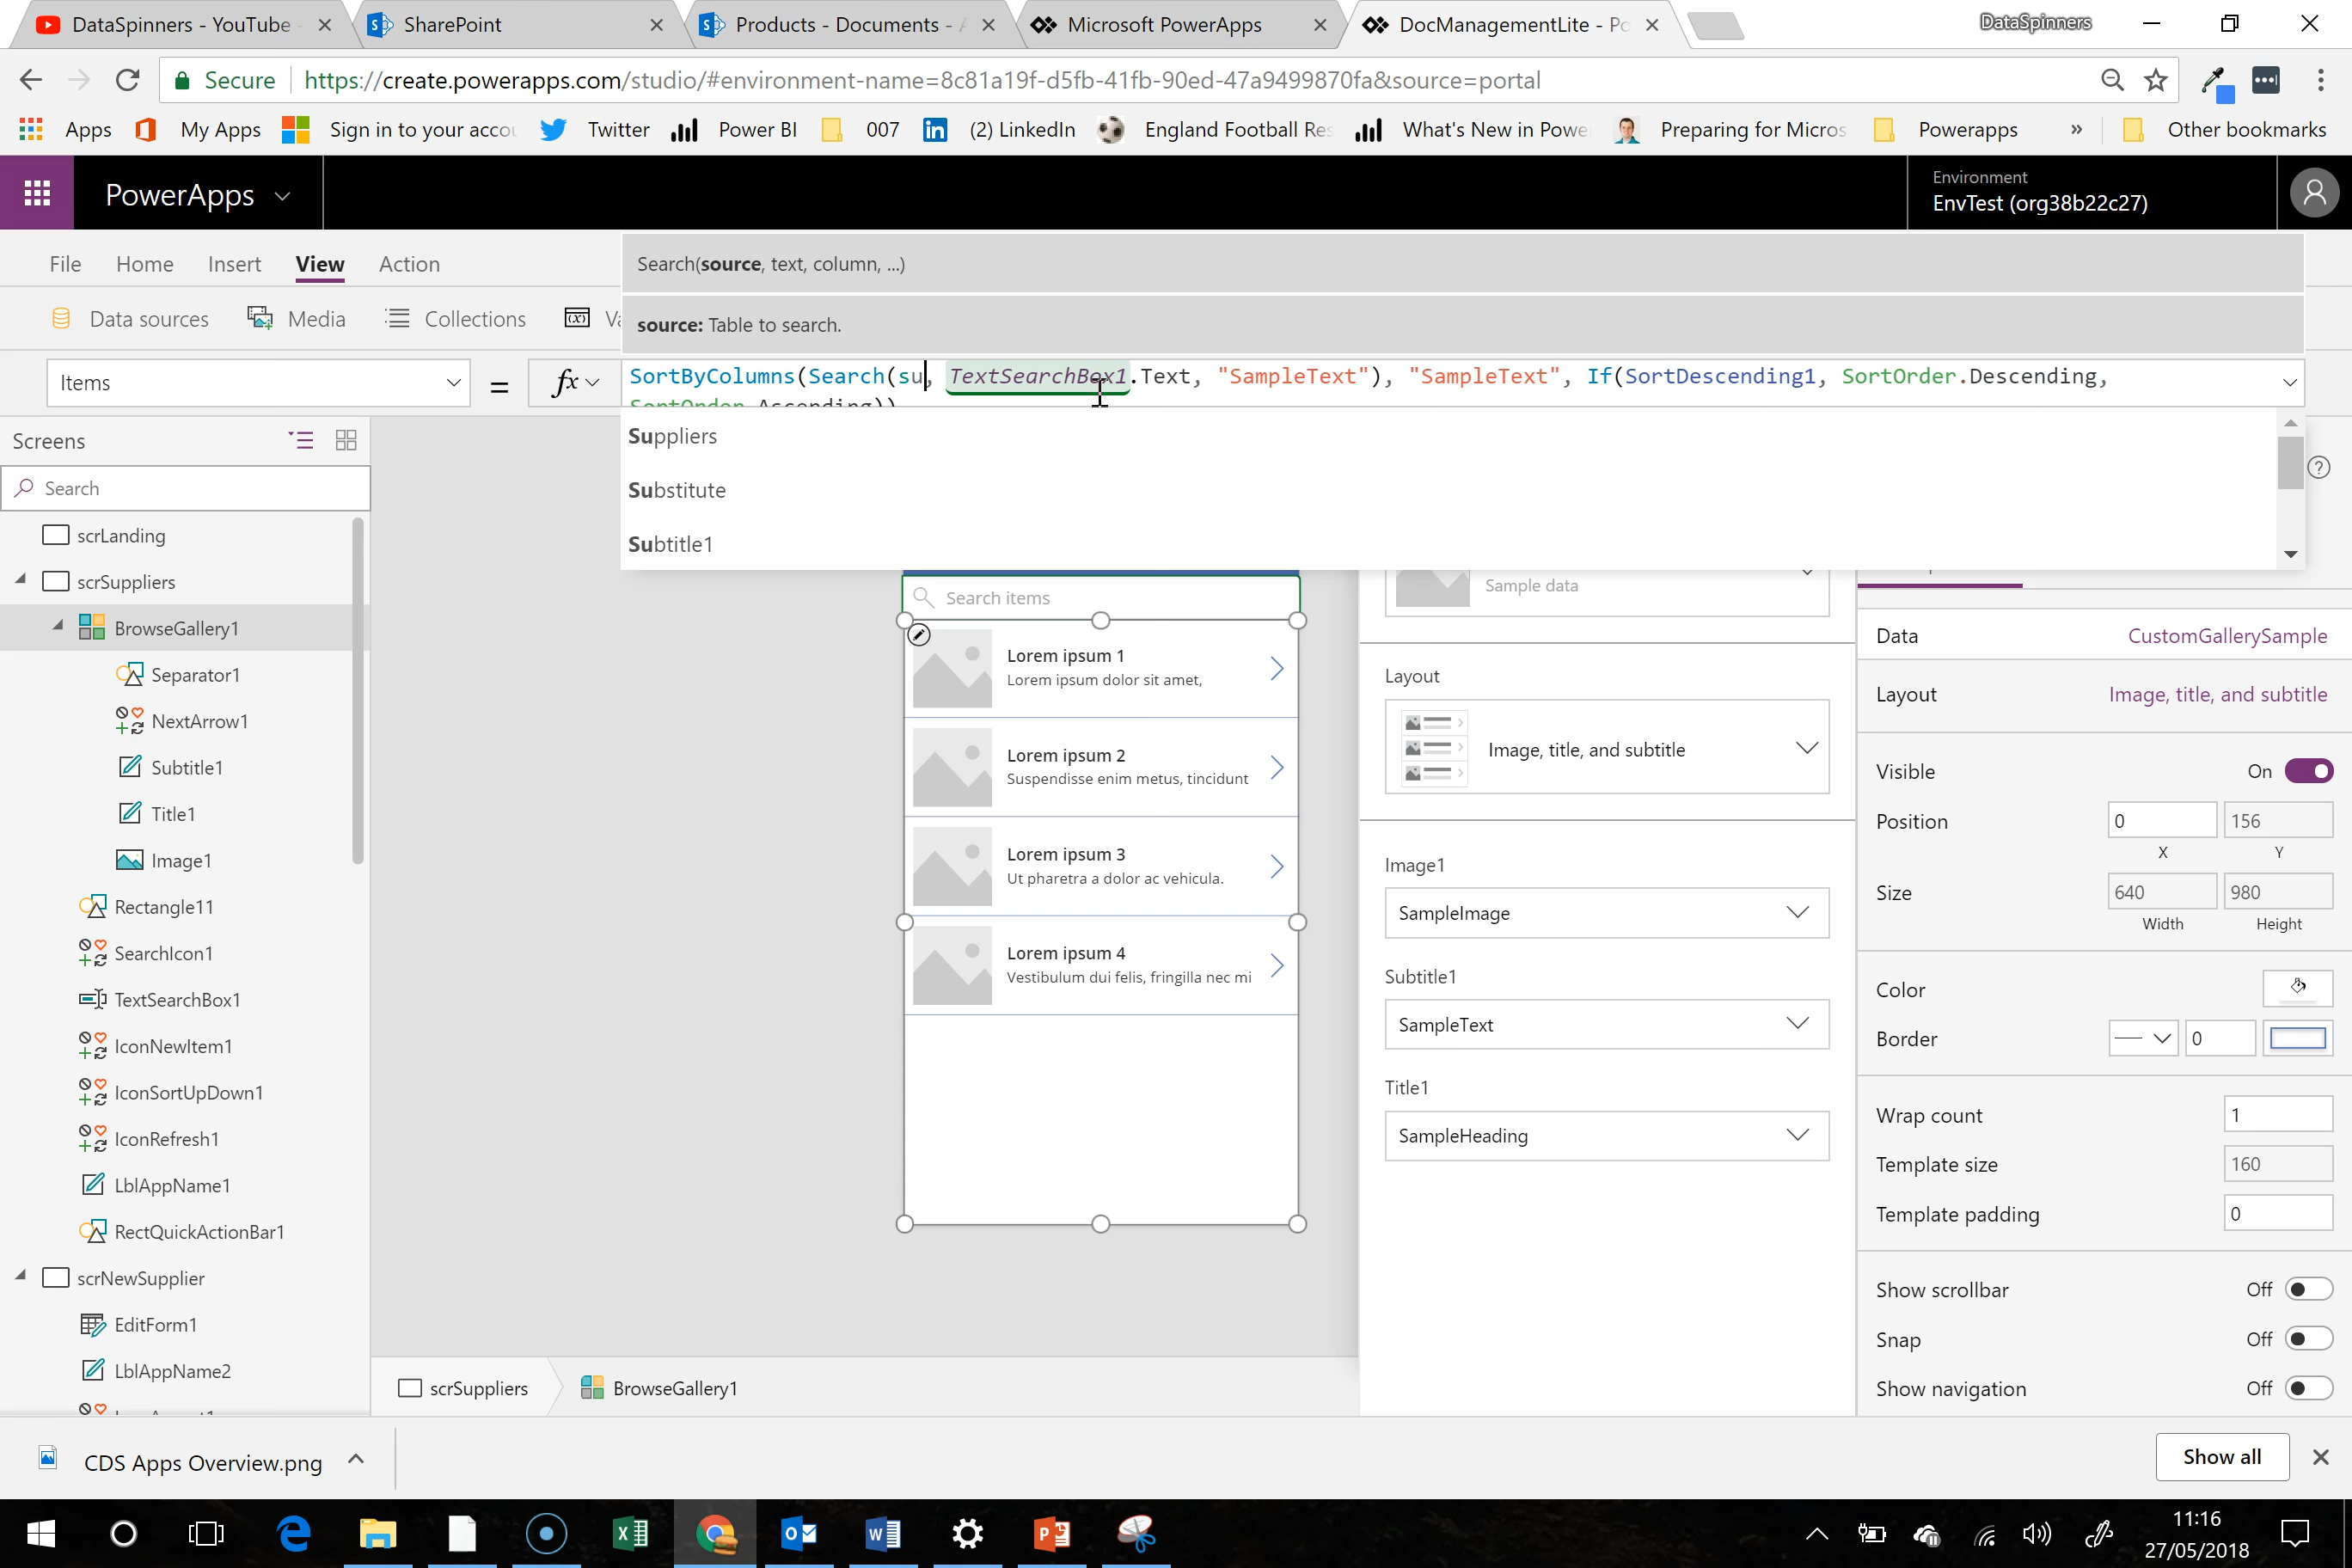 DataSpinners - YouTube
SharePoint
Products - Documents - A
Microsoft PowerApps
DocManagementLite - Po
DataSpinners
Secure https://create.powerapps.com/studio/#environment-name=8c81a19f-d5fb-41fb-90ed-47a9499870fa&source=portal
Apps My Apps Sign in to your accou Twitter Power BI 007 (2) LinkedIn England Football Res What's New in Powe Preparing for Micros Powerapps » Other bookmarks
PowerApps
Environment
EnvTest (org38b22c27)
File Home Insert View Action
Search(source, text, column, ...)
Data sources Media Collections (x) Va
source: Table to search.
Items = fx
SortByColumns(Search(su, TextSearchBox1.Text, "SampleText"), "SampleText", If(SortDescending1, SortOrder.Descending,
SortOrder.Ascending))
Suppliers
Substitute
Subtitle1
Screens
Search
scrLanding
scrSuppliers
BrowseGallery1
Separator1
NextArrow1
Subtitle1
Title1
Image1
Rectangle11
SearchIcon1
TextSearchBox1
IconNewItem1
IconSortUpDown1
IconRefresh1
LblAppName1
RectQuickActionBar1
scrNewSupplier
EditForm1
LblAppName2
Search items
Lorem ipsum 1
Lorem ipsum dolor sit amet,
Lorem ipsum 2
Suspendisse enim metus, tincidunt
Lorem ipsum 3
Ut pharetra a dolor ac vehicula.
Lorem ipsum 4
Vestibulum dui felis, fringilla nec mi
scrSuppliers BrowseGallery1
Sample data
Layout
Image, title, and subtitle
Image1
SampleImage
Subtitle1
SampleText
Title1
SampleHeading
Data CustomGallerySample
Layout Image, title, and subtitle
Visible On
Position 0 156
X Y
Size 640 980
Width Height
Color
Border 0
Wrap count 1
Template size 160
Template padding 0
Show scrollbar Off
Snap Off
Show navigation Off
CDS Apps Overview.png
Show all
11:16
27/05/2018